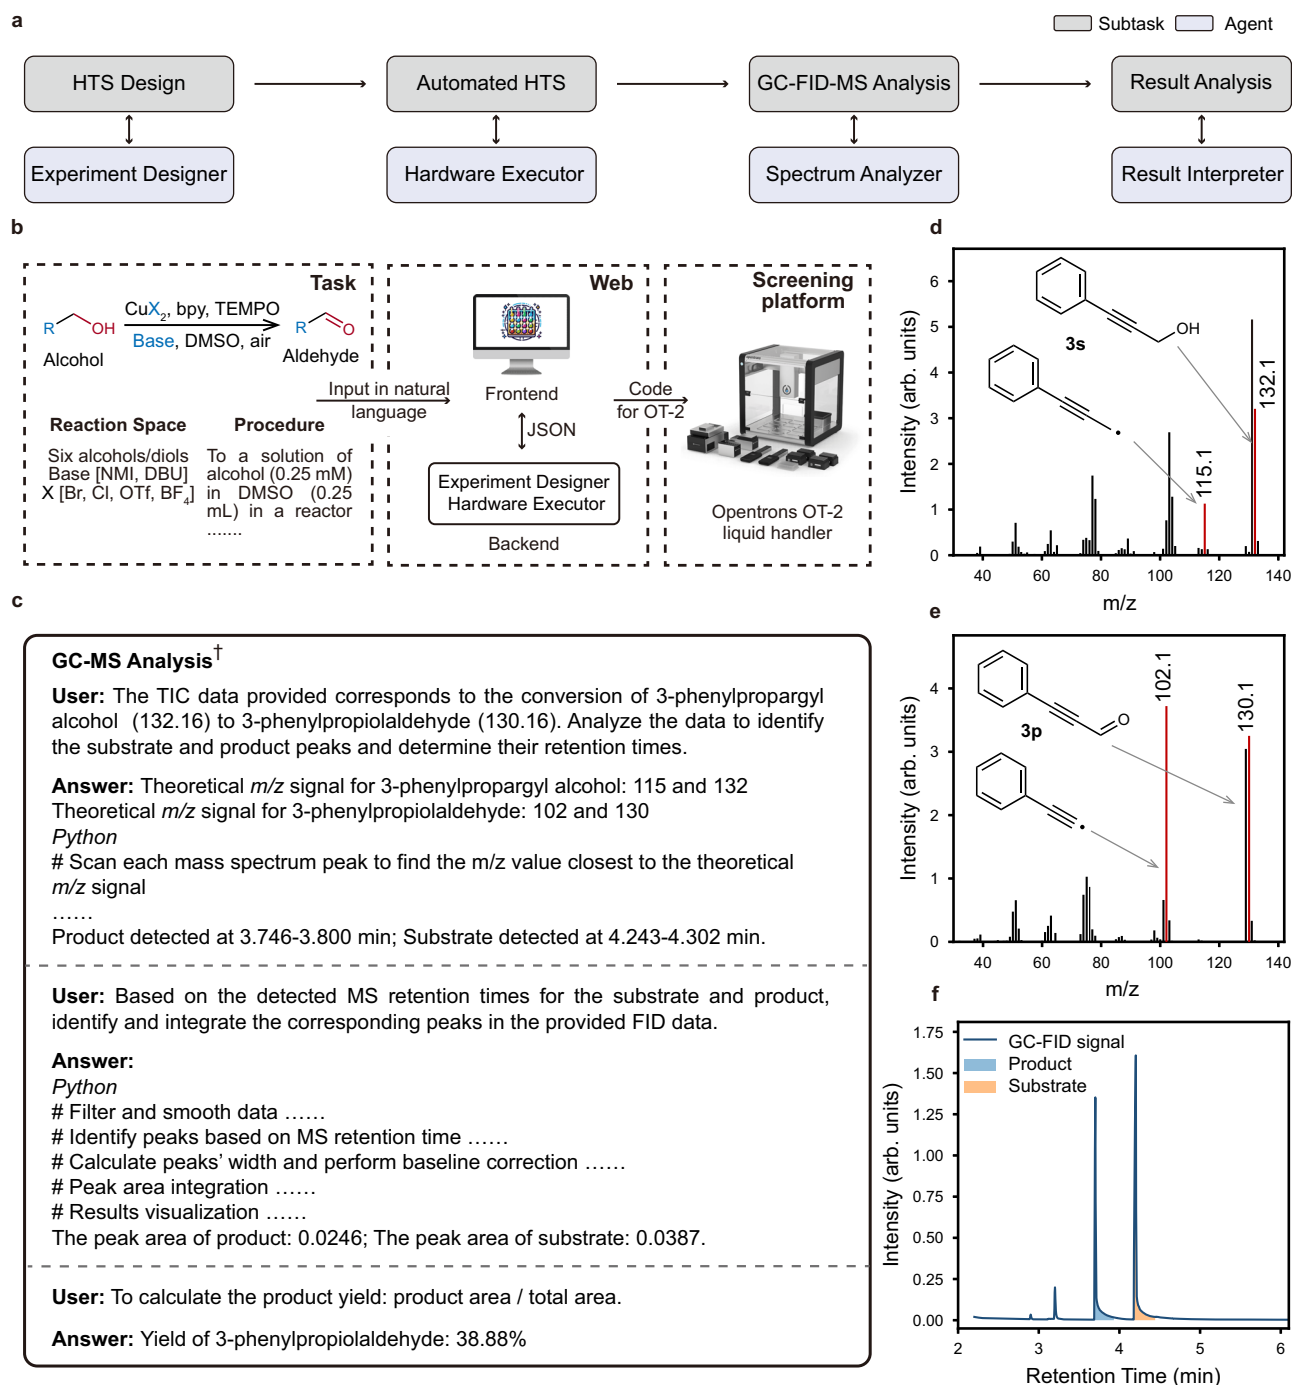 a
Subtask
Agent
HTS Design
Automated HTS
GC-FID-MS Analysis
Result Analysis
Experiment Designer
Hardware Executor
Spectrum Analyzer
Result Interpreter
b
Task
CuX2, bpy, TEMPO
Base, DMSO, air
R
OH
R
O
Alcohol
Aldehyde
Reaction Space
Six alcohols/diols
Base [NMI, DBU]
X [Br, Cl, OTf, BF4]
Procedure
To a solution of
alcohol (0.25 mM)
in DMSO (0.25
mL) in a reactor
.......
Input in natural
language
Web
Frontend
JSON
Experiment Designer
Hardware Executor
Backend
Code
for OT-2
Screening
platform
Opentrons OT-2
liquid handler
c
GC-MS Analysis†
User: The TIC data provided corresponds to the conversion of 3-phenylpropargyl
alcohol (132.16) to 3-phenylpropiolaldehyde (130.16). Analyze the data to identify
the substrate and product peaks and determine their retention times.
Answer: Theoretical m/z signal for 3-phenylpropargyl alcohol: 115 and 132
Theoretical m/z signal for 3-phenylpropiolaldehyde: 102 and 130
Python
# Scan each mass spectrum peak to find the m/z value closest to the theoretical
m/z signal
……
Product detected at 3.746-3.800 min; Substrate detected at 4.243-4.302 min.
User: Based on the detected MS retention times for the substrate and product,
identify and integrate the corresponding peaks in the provided FID data.
Answer:
Python
# Filter and smooth data ……
# Identify peaks based on MS retention time ……
# Calculate peaks’ width and perform baseline correction ……
# Peak area integration ……
# Results visualization ……
The peak area of product: 0.0246; The peak area of substrate: 0.0387.
User: To calculate the product yield: product area / total area.
Answer: Yield of 3-phenylpropiolaldehyde: 38.88%
d
Intensity (arb. units)
6
5
4
3
2
1
0
40
60
80
100
120
140
m/z
OH
3s
115.1
132.1
e
Intensity (arb. units)
4
3
2
1
0
40
60
80
100
120
140
m/z
O
3p
102.1
130.1
f
Intensity (arb. units)
1.75
1.50
1.25
1.00
0.75
0.50
0.25
0.00
2
3
4
5
6
Retention Time (min)
GC-FID signal
Product
Substrate